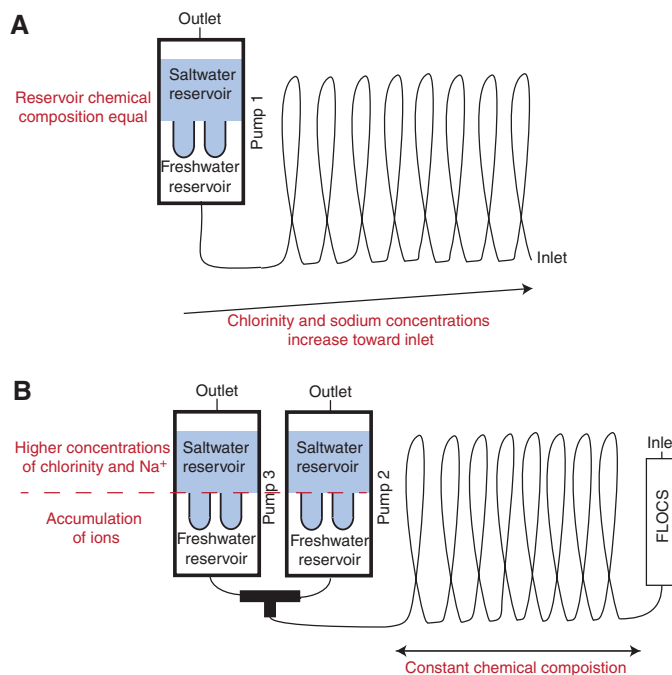 A
Outlet
Saltwater
reservoir
Reservoir chemical
composition equal
Pump 1
Freshwater
reservoir
Inlet
Chlorinity and sodium concentrations
increase toward inlet
B
Outlet
Outlet
Higher concentrations
of chlorinity and Na⁺
Saltwater
reservoir
Saltwater
reservoir
Pump 3
Pump 2
Accumulation
of ions
Freshwater
reservoir
Freshwater
reservoir
Inlet
FLOCS
Constant chemical compoistion